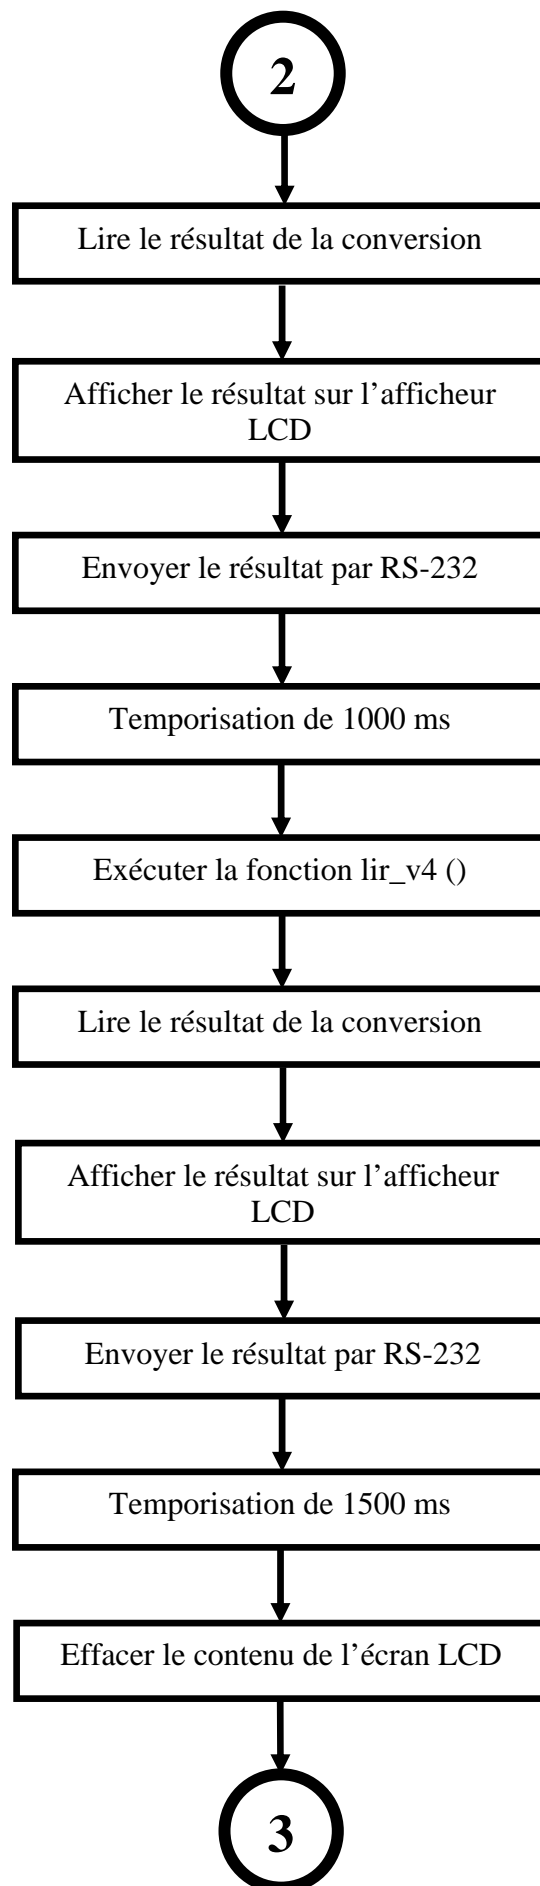 2
Lire le résultat de la conversion
Afficher le résultat sur l’afficheur
LCD
Envoyer le résultat par RS-232
Temporisation de 1000 ms
Exécuter la fonction lir_v4 ()
Lire le résultat de la conversion
Afficher le résultat sur l’afficheur
LCD
Envoyer le résultat par RS-232
Temporisation de 1500 ms
Effacer le contenu de l’écran LCD
3